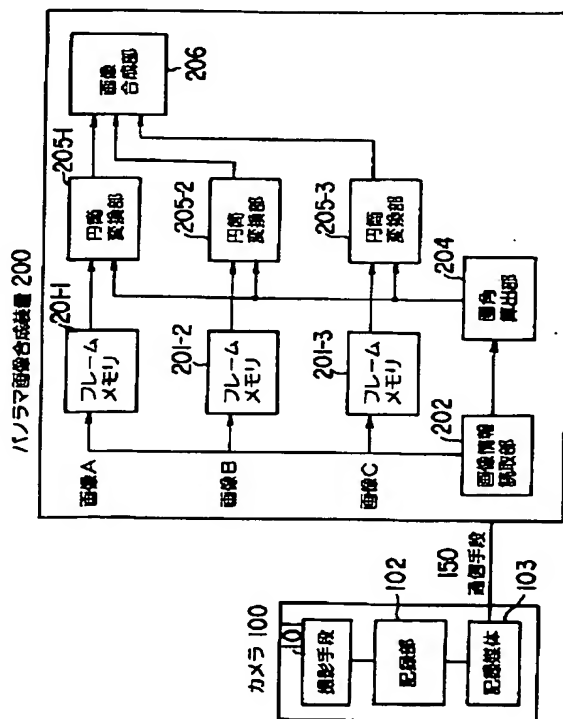 パノラマ画像合成装置 200
画像A
画像B
画像C
201-1
フレーム
メモリ
201-2
フレーム
メモリ
201-3
フレーム
メモリ
205-1
円筒
変換部
205-2
円筒
変換部
205-3
円筒
変換部
206
画像
合成部
202
画像情報
読取部
204
画角
算出部
カメラ 100
101
撮影手段
102
記録部
103
記憶媒体
150
通信手段